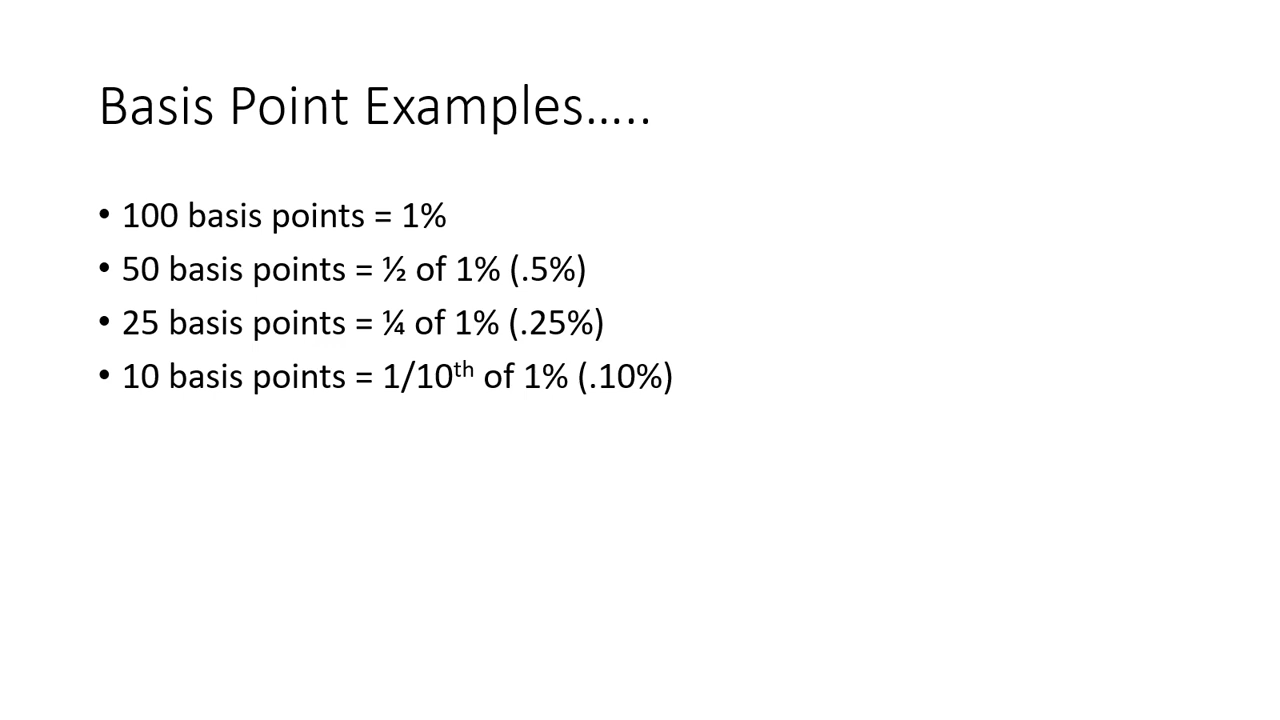 Basis Point Examples…..
• 100 basis points = 1%
• 50 basis points = ½ of 1% (.5%)
• 25 basis points = ¼ of 1% (.25%)
• 10 basis points = 1/10th of 1% (.10%)